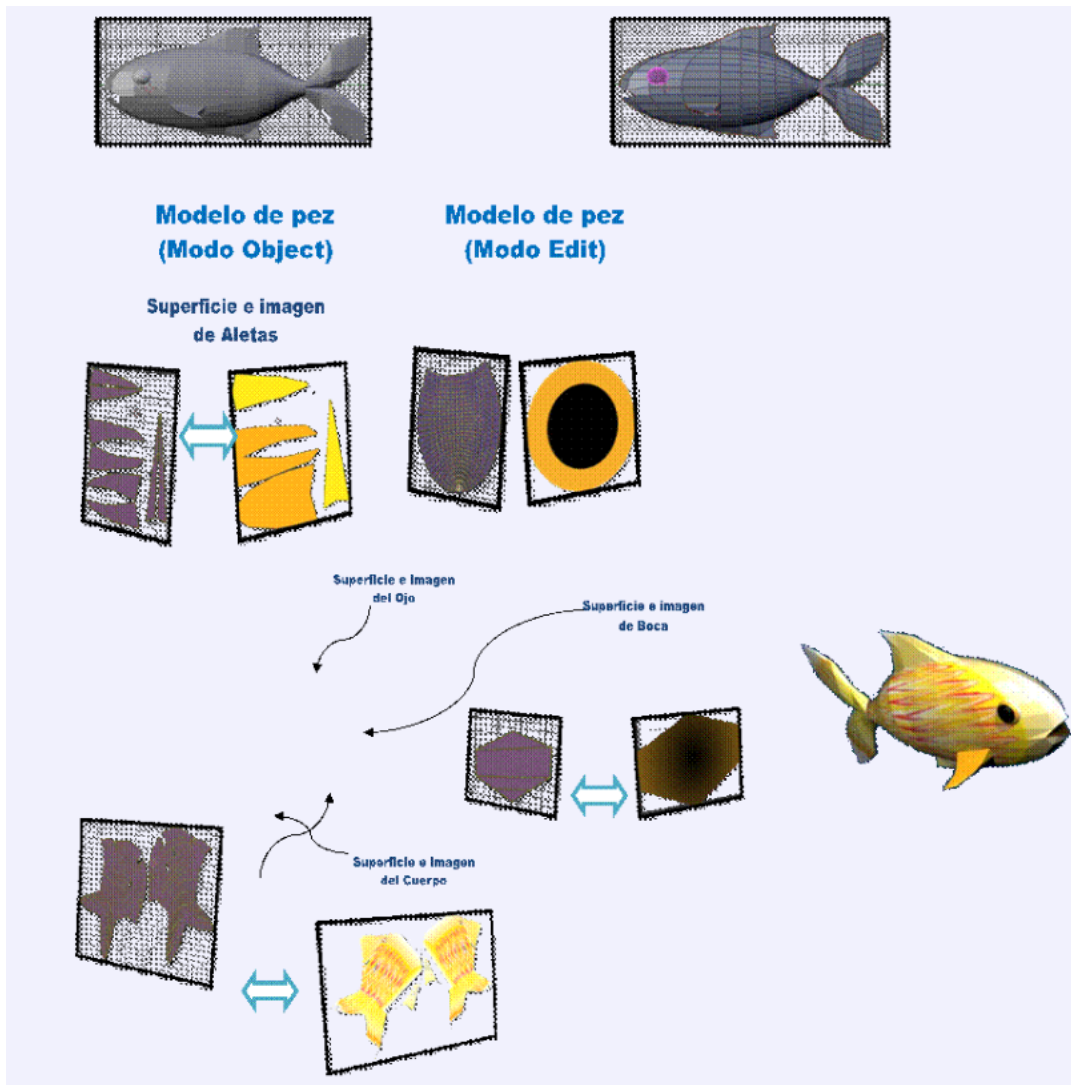 Modelo de pez
(Modo Object)
Modelo de pez
(Modo Edit)
Superficie e imagen
de Aletas
Superficie e Imagen
del Ojo
Superficie e imagen
de Boca
Superficie e Imagen
del Cuerpo